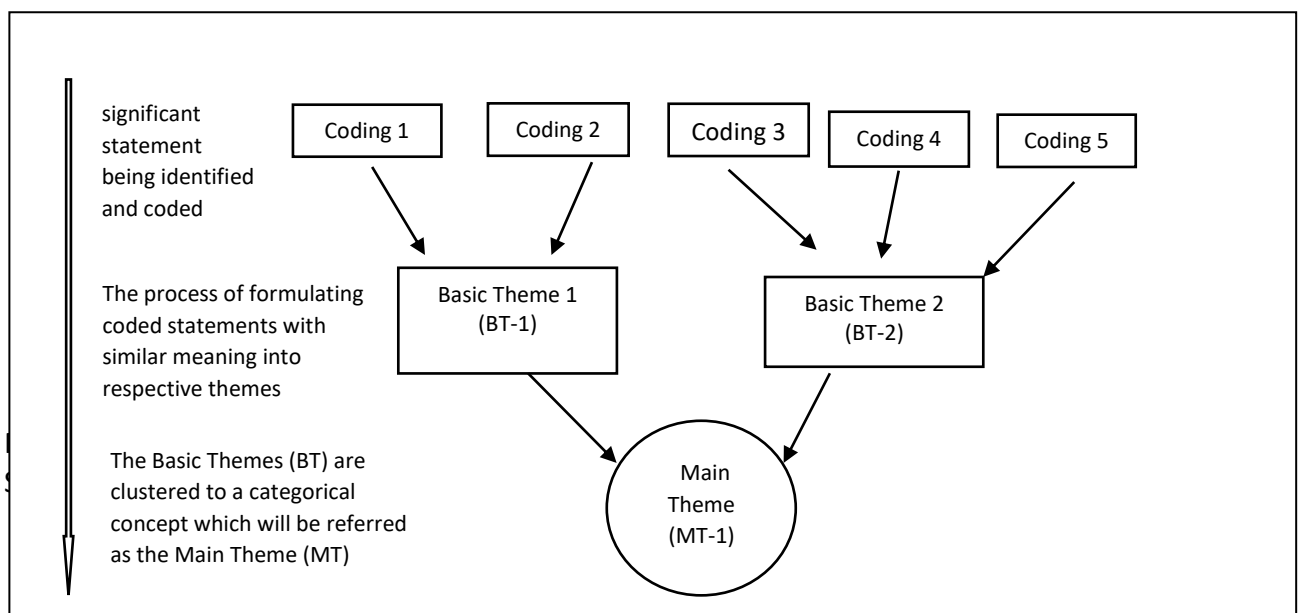 significant
statement
being identified
and coded
Coding 1
Coding 2
Coding 3
Coding 4
Coding 5
The process of formulating
coded statements with
similar meaning into
respective themes
Basic Theme 1
(BT-1)
Basic Theme 2
(BT-2)
The Basic Themes (BT) are
clustered to a categorical
concept which will be referred
as the Main Theme (MT)
Main
Theme
(MT-1)